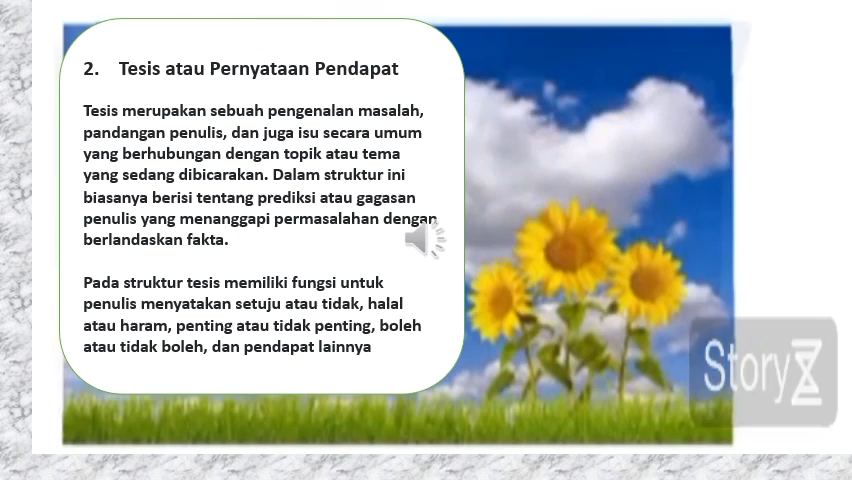 2. Tesis atau Pernyataan Pendapat
Tesis merupakan sebuah pengenalan masalah,
pandangan penulis, dan juga isu secara umum
yang berhubungan dengan topik atau tema
yang sedang dibicarakan. Dalam struktur ini
biasanya berisi tentang prediksi atau gagasan
penulis yang menanggapi permasalahan dengan
berlandaskan fakta.
Pada struktur tesis memiliki fungsi untuk
penulis menyatakan setuju atau tidak, halal
atau haram, penting atau tidak penting, boleh
atau tidak boleh, dan pendapat lainnya
StoryZ